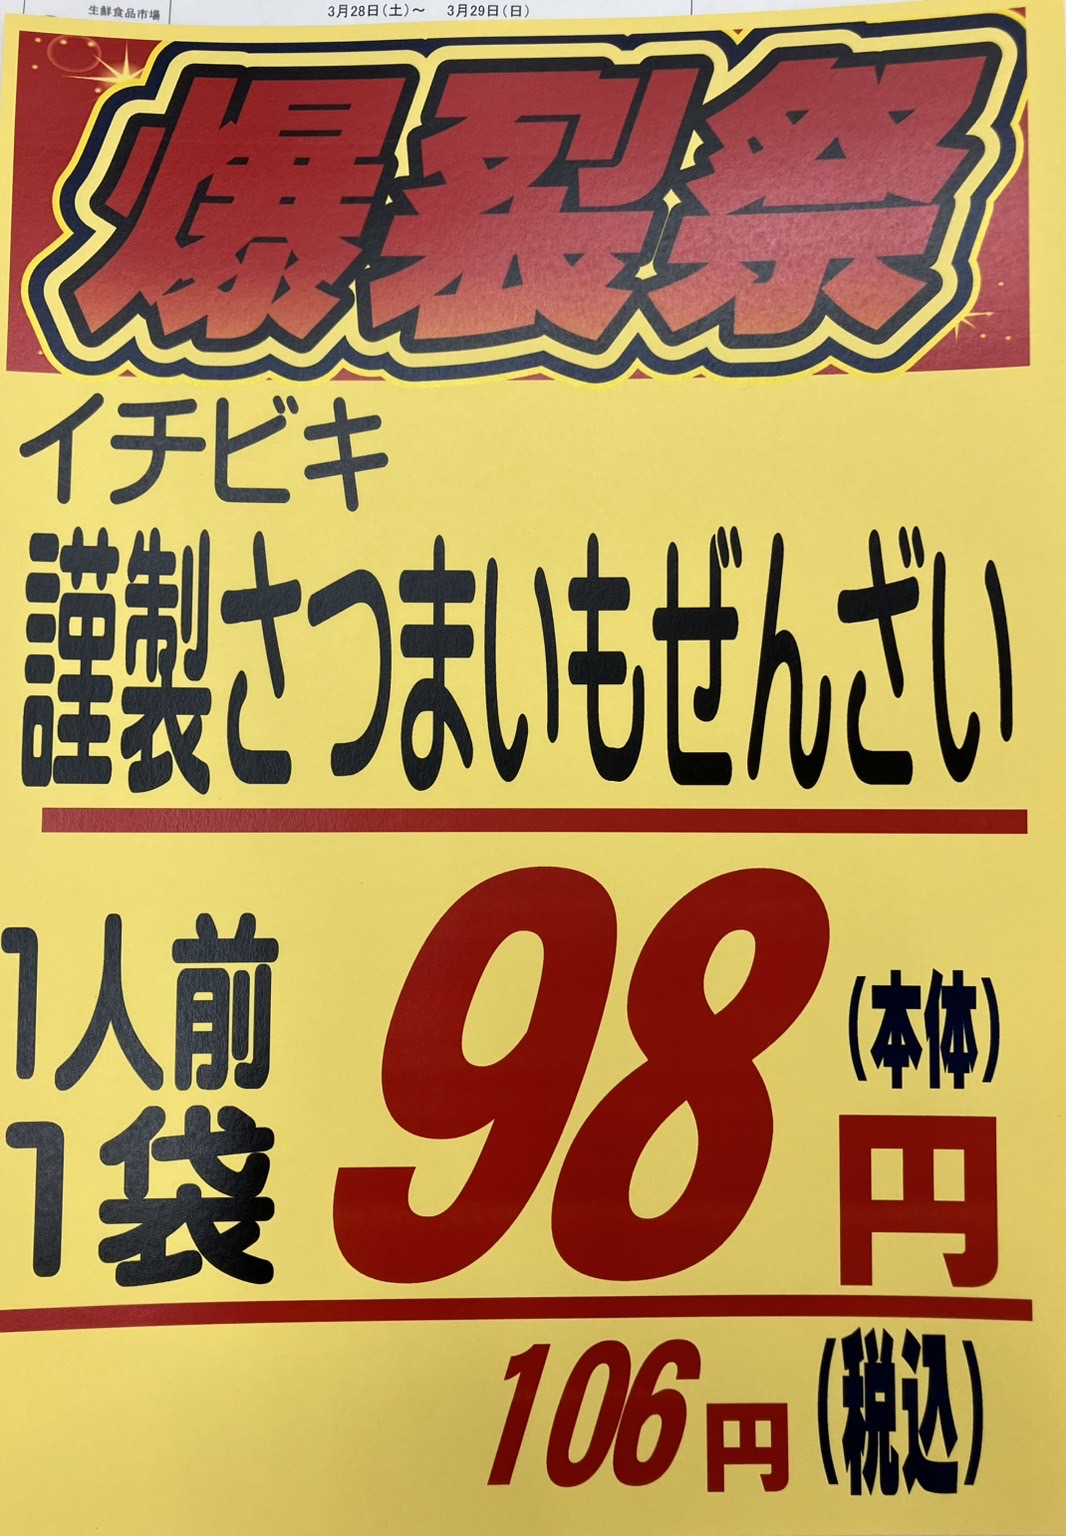 生鮮食品市場
3月28日(土)～ 3月29日(日)
爆裂祭
イチビキ
謹製さつまいもぜんざい
1人前
1袋
98円
(本体)
106円(税込)